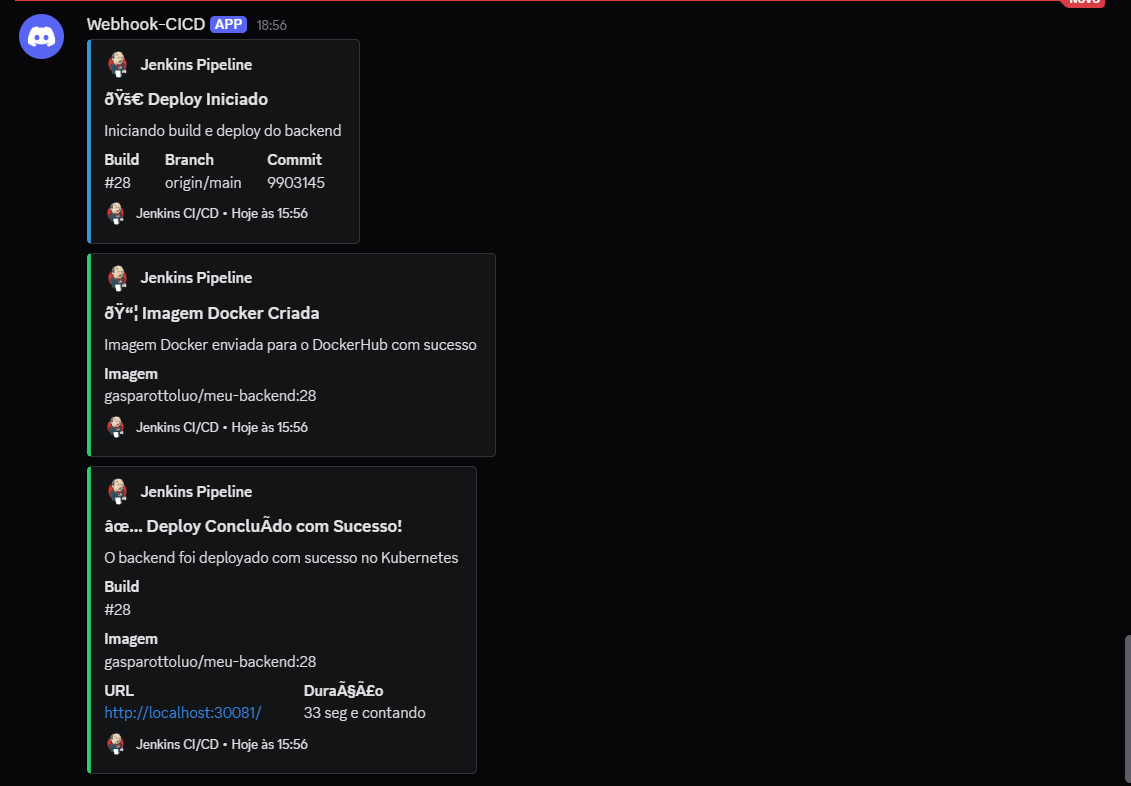 NOVO
Webhook-CICD APP 18:56
Jenkins Pipeline
ðŸš€ Deploy Iniciado
Iniciando build e deploy do backend
Build Branch Commit
#28 origin/main 9903145
Jenkins CI/CD • Hoje às 15:56
Jenkins Pipeline
ðŸ“¦ Imagem Docker Criada
Imagem Docker enviada para o DockerHub com sucesso
Imagem
gasparottoluo/meu-backend:28
Jenkins CI/CD • Hoje às 15:56
Jenkins Pipeline
âœ… Deploy ConcluÃ­do com Sucesso!
O backend foi deployado com sucesso no Kubernetes
Build
#28
Imagem
gasparottoluo/meu-backend:28
URL DuraÃ§Ã£o
http://localhost:30081/ 33 seg e contando
Jenkins CI/CD • Hoje às 15:56